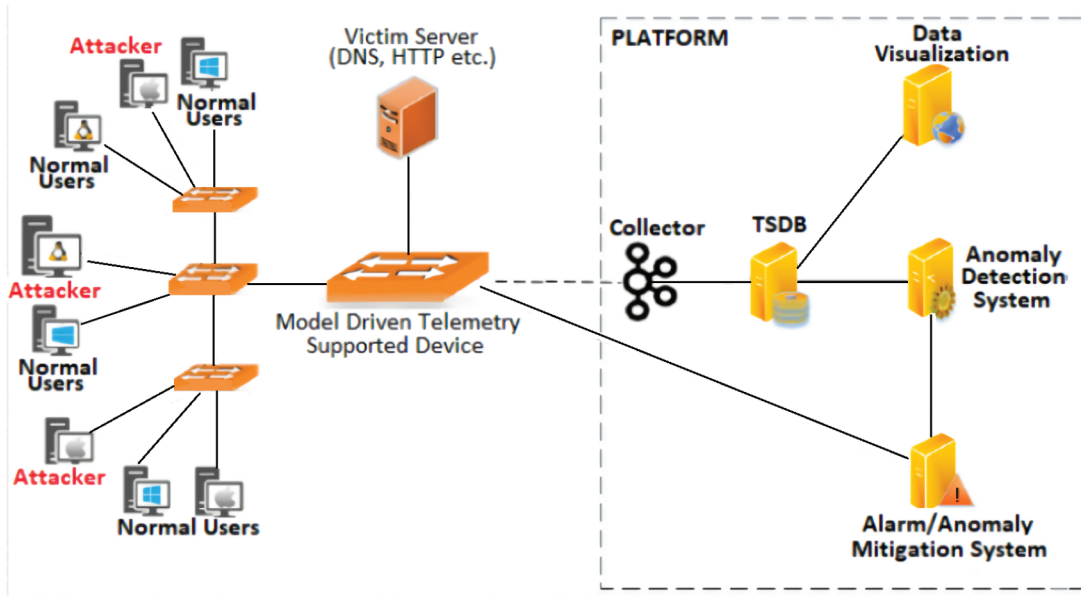 Attacker
Normal
Users
Normal
Users
Attacker
Normal
Users
Attacker
Normal Users
Victim Server
(DNS, HTTP etc.)
Model Driven Telemetry
Supported Device
PLATFORM
Data
Visualization
Collector
TSDB
Anomaly
Detection
System
!
Alarm/Anomaly
Mitigation System